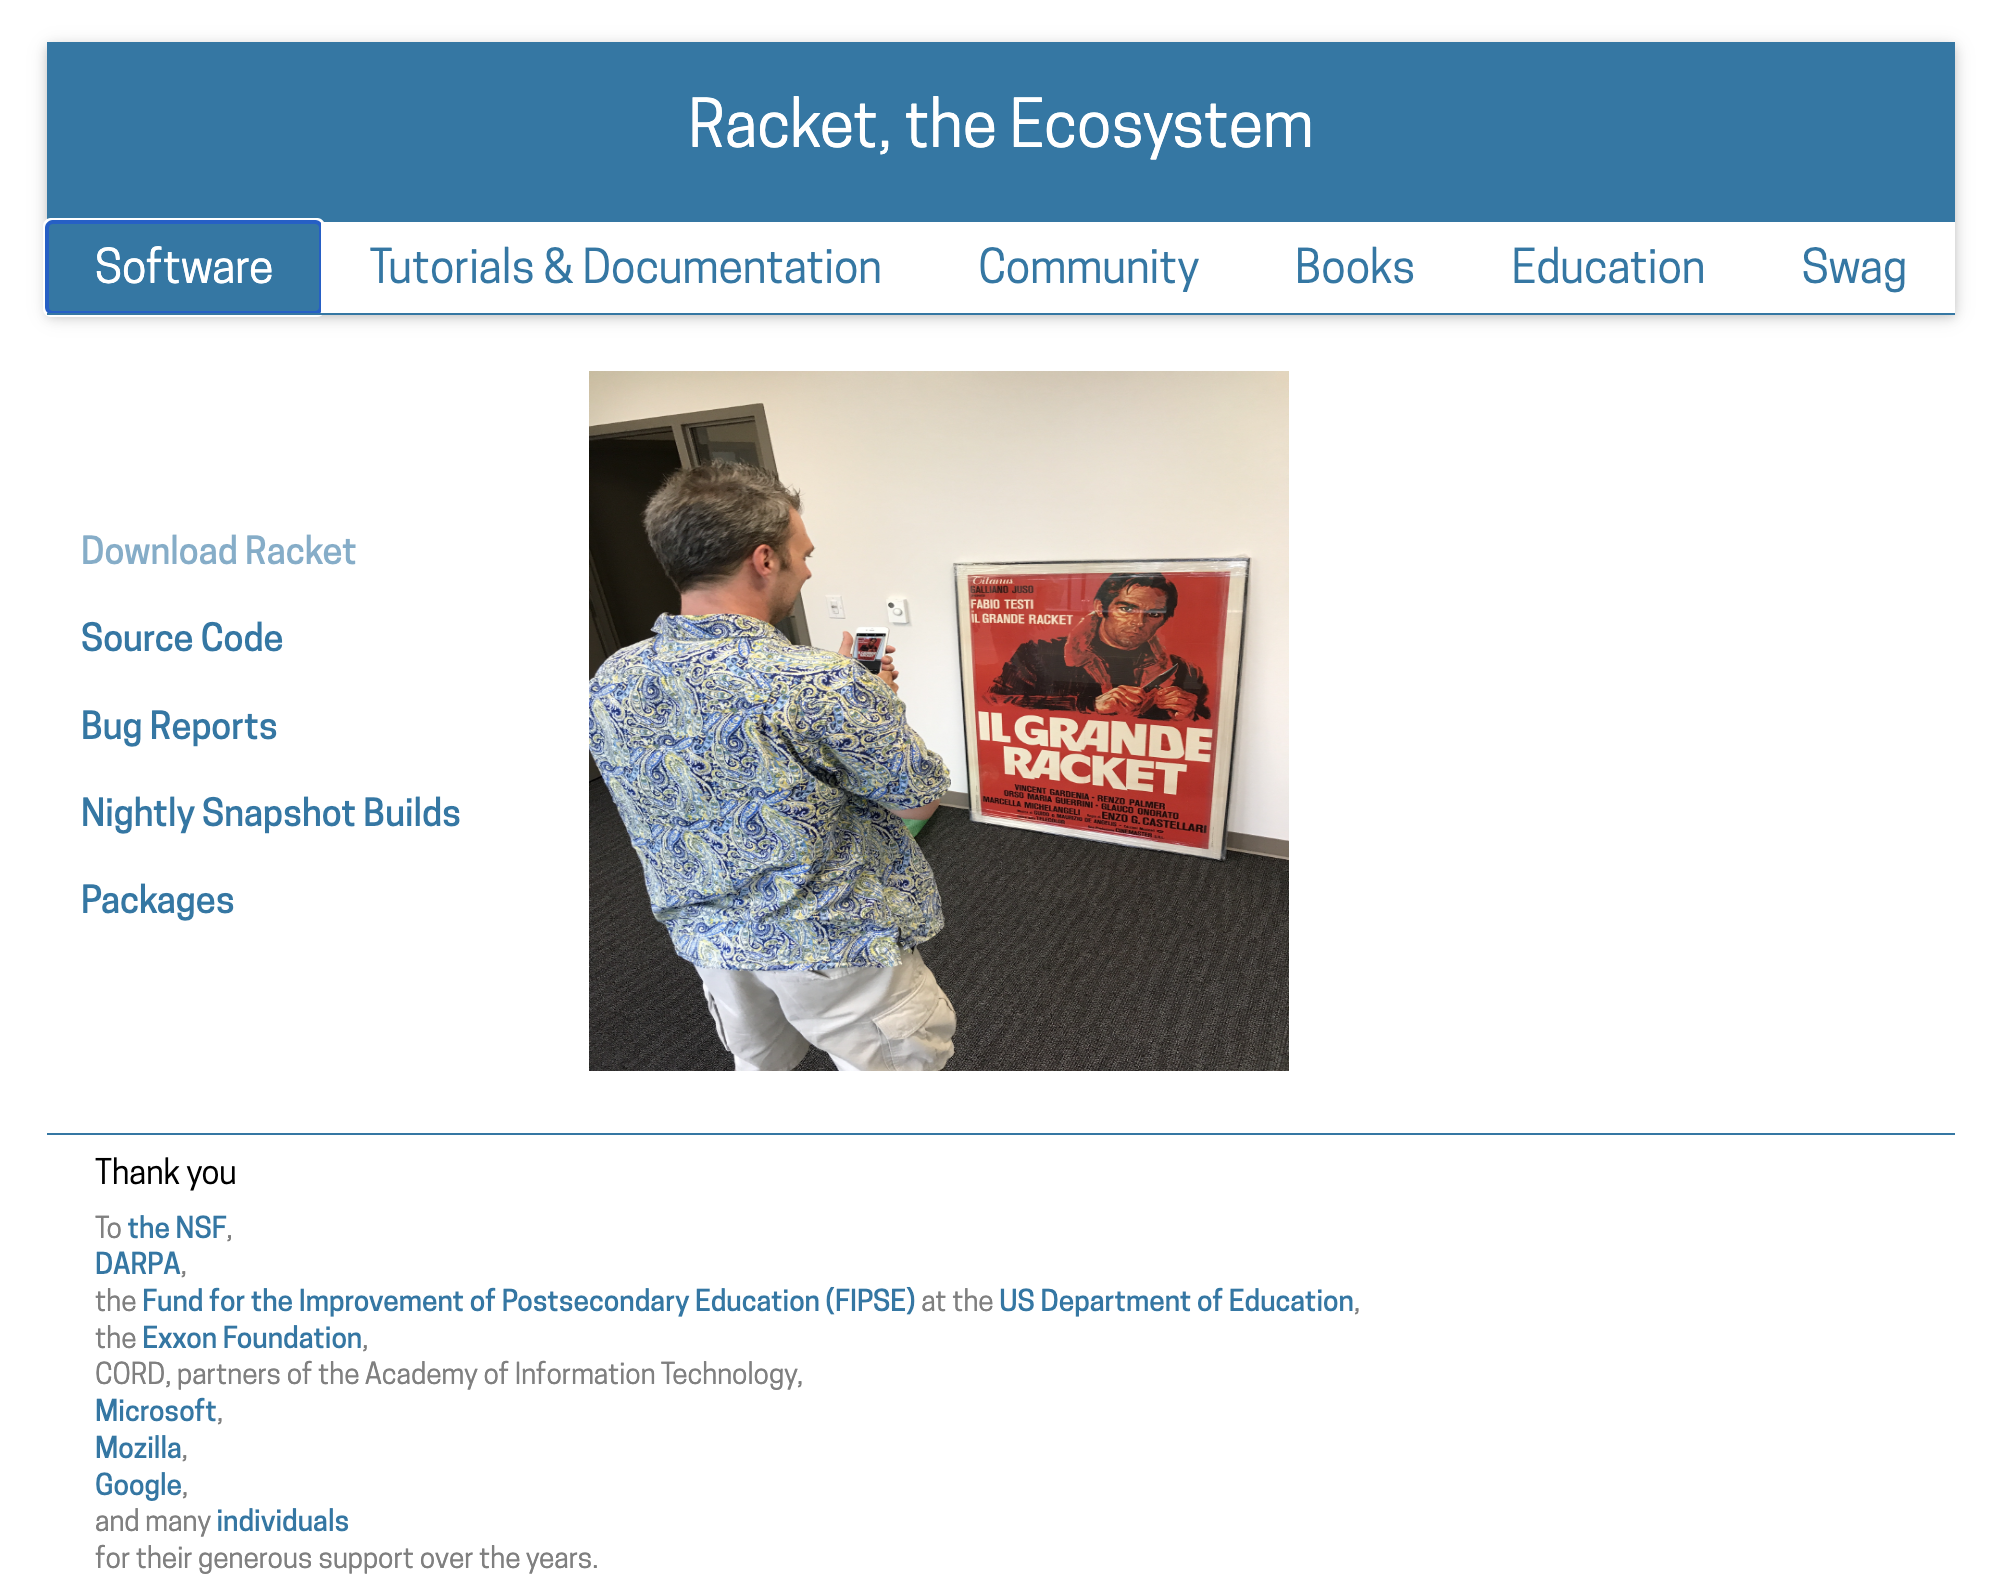 Racket, the Ecosystem
Software Tutorials & Documentation Community Books Education Swag
Download Racket
Source Code
Bug Reports
Nightly Snapshot Builds
Packages
Titanus
GALLIANO JUSO
FABIO TESTI
IL GRANDE RACKET
IL GRANDE
RACKET
VINCENT GARDENIA - RENZO PALMER
ORSO MARIA GUERRINI - GLAUCO ONORATO
MARCELLA MICHELANGELI
ENZO G. CASTELLARI
Thank you
To the NSF,
DARPA,
the Fund for the Improvement of Postsecondary Education (FIPSE) at the US Department of Education,
the Exxon Foundation,
CORD, partners of the Academy of Information Technology,
Microsoft,
Mozilla,
Google,
and many individuals
for their generous support over the years.